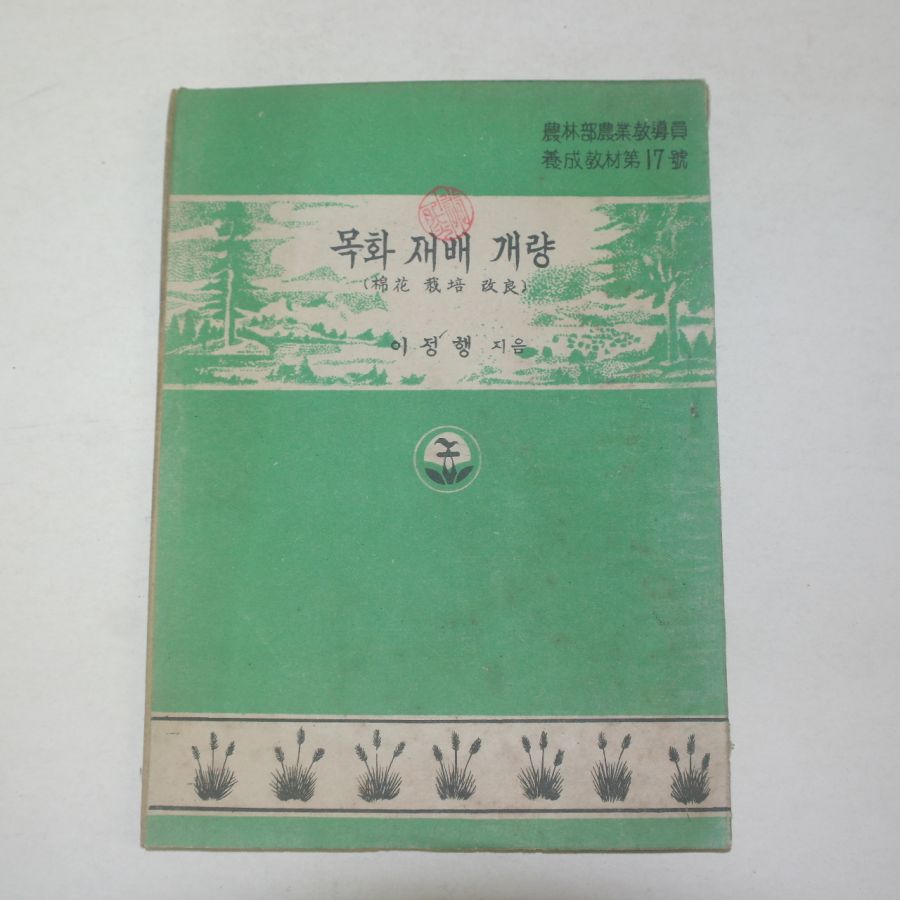 農林部農業敎導員
養成敎材第17號
목화 재배 개량
(棉花 栽培 改良)
이정행 지음